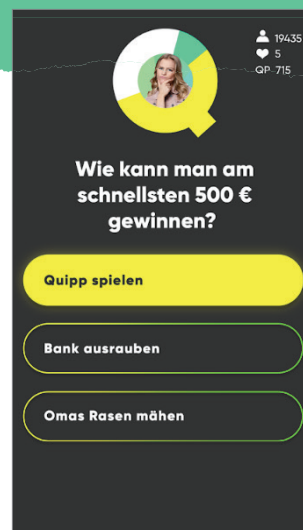 19435
5
QP 715
Wie kann man am
schnellsten 500 €
gewinnen?
Quipp spielen
Bank ausrauben
Omas Rasen mähen